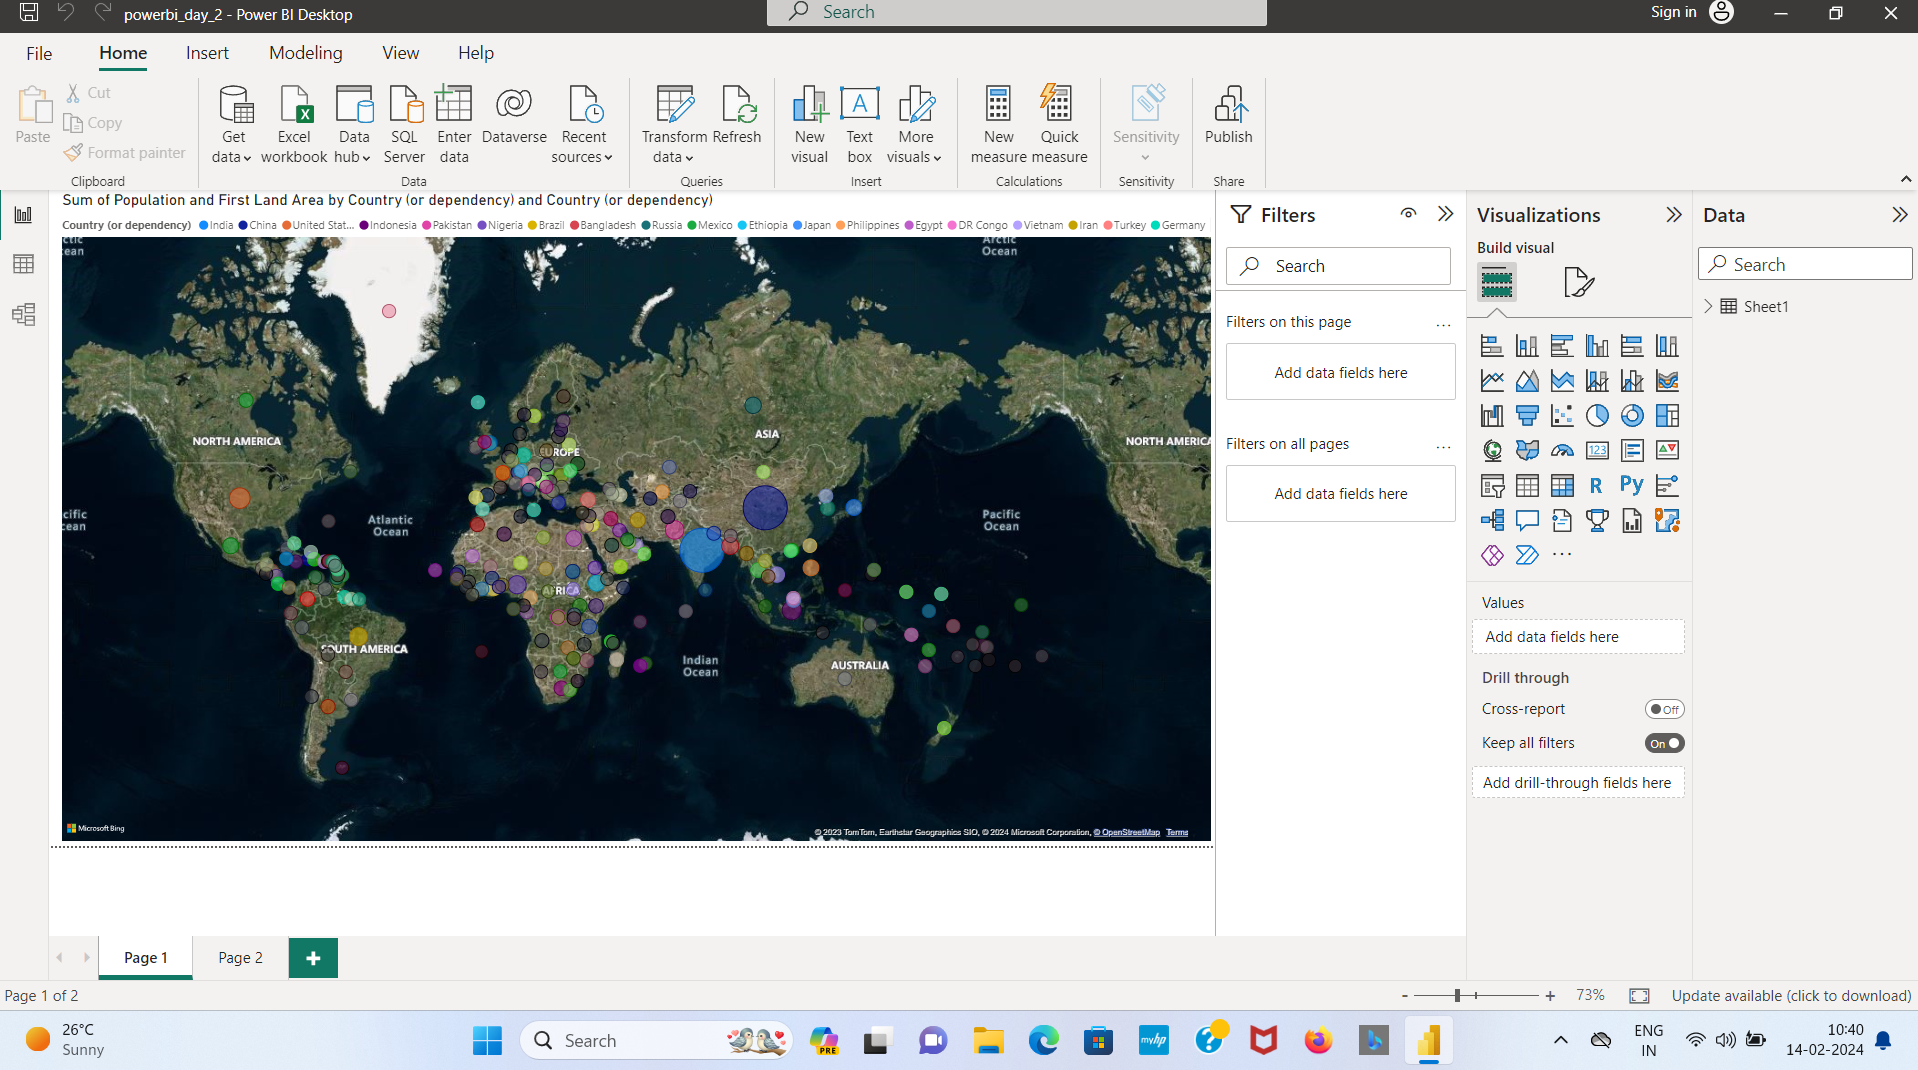 powerbi_day_2 - Power BI Desktop
Search
Sign in
File
Home
Insert
Modeling
View
Help
Paste
Cut
Copy
Format painter
Clipboard
Get data
Excel workbook
Data hub
SQL Server
Enter data
Dataverse
Recent sources
Data
Transform data
Refresh
Queries
New visual
Text box
More visuals
Insert
New measure
Quick measure
Calculations
Sensitivity
Sensitivity
Publish
Share
Sum of Population and First Land Area by Country (or dependency) and Country (or dependency)
Country (or dependency) India China United Stat... Indonesia Pakistan Nigeria Brazil Bangladesh Russia Mexico Ethiopia Japan Philippines Egypt DR Congo Vietnam Iran Turkey Germany
ctic
ean
Arctic
Ocean
NORTH AMERICA
EUROPE
ASIA
NORTH AMERICA
cific
cean
Atlantic
Ocean
Pacific
Ocean
AFRICA
SOUTH AMERICA
Indian
Ocean
AUSTRALIA
Microsoft Bing
© 2023 TomTom, Earthstar Geographics SIO, © 2024 Microsoft Corporation, © OpenStreetMap Terms
Filters
Search
Filters on this page
...
Add data fields here
Filters on all pages
...
Add data fields here
Visualizations
Build visual
123
R
Py
...
Values
Add data fields here
Drill through
Cross-report
Off
Keep all filters
On
Add drill-through fields here
Data
Search
Sheet1
Page 1
Page 2
+
Page 1 of 2
-
+
73%
Update available (click to download)
26°C
Sunny
Search
PRE
myhp
ENG
IN
10:40
14-02-2024